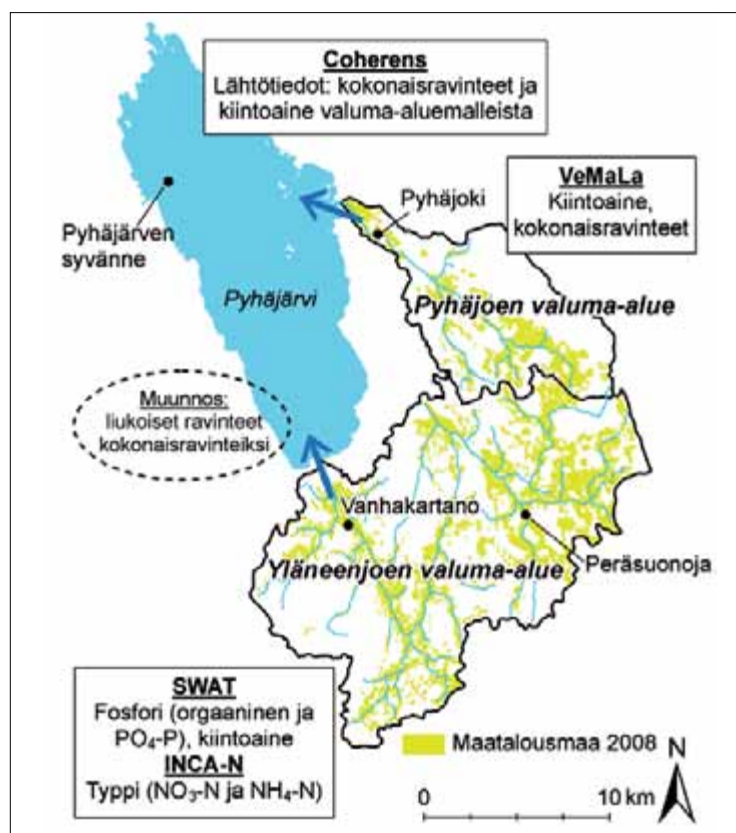 Coherens
Lähtötiedot: kokonaisravinteet ja
kiintoaine valuma-aluemalleista
VeMaLa
Kiintoaine,
kokonaisravinteet
Pyhäjoki
Pyhäjärven
syvänne
Pyhäjärvi
Pyhäjoen valuma-alue
Muunnos:
liukoiset ravinteet
kokonaisravinteiksi
Vanhakartano
Peräsuonoja
Yläneenjoen valuma-alue
SWAT
Fosfori (orgaaninen ja
PO₄-P), kiintoaine
INCA-N
Typpi (NO₃-N ja NH₄-N)
Maatalousmaa 2008
N
0 10 km